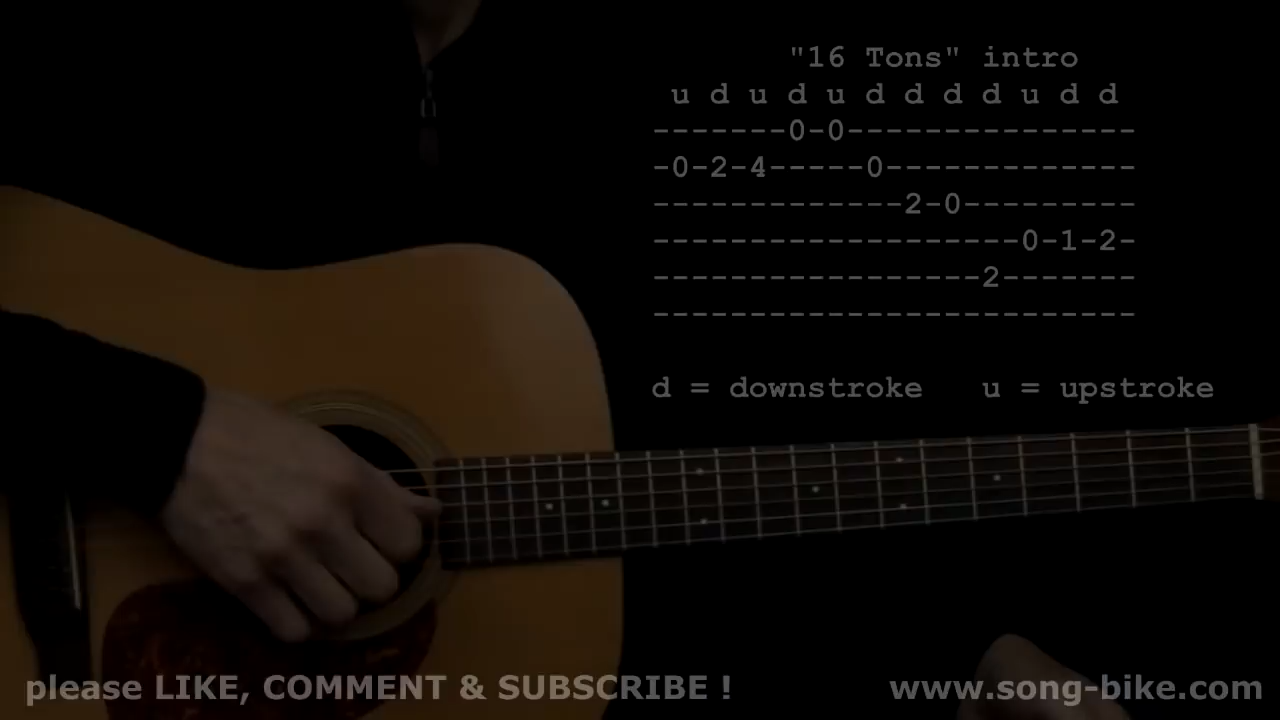 "16 Tons" intro
u d u d u d d d d u d d
-------0-0---------------
-0-2-4-----0-------------
-------------2-0---------
-------------------0-1-2-
-----------------2-------
-------------------------
d = downstroke   u = upstroke
please LIKE, COMMENT & SUBSCRIBE !
www.song-bike.com